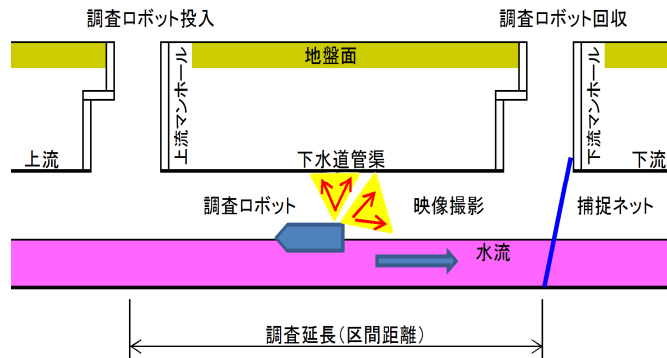 調査ロボット投入
調査ロボット回収
地盤面
上流マンホール
下流マンホール
上流
下水道管渠
下流
調査ロボット
映像撮影
捕捉ネット
水流
調査延長(区間距離)